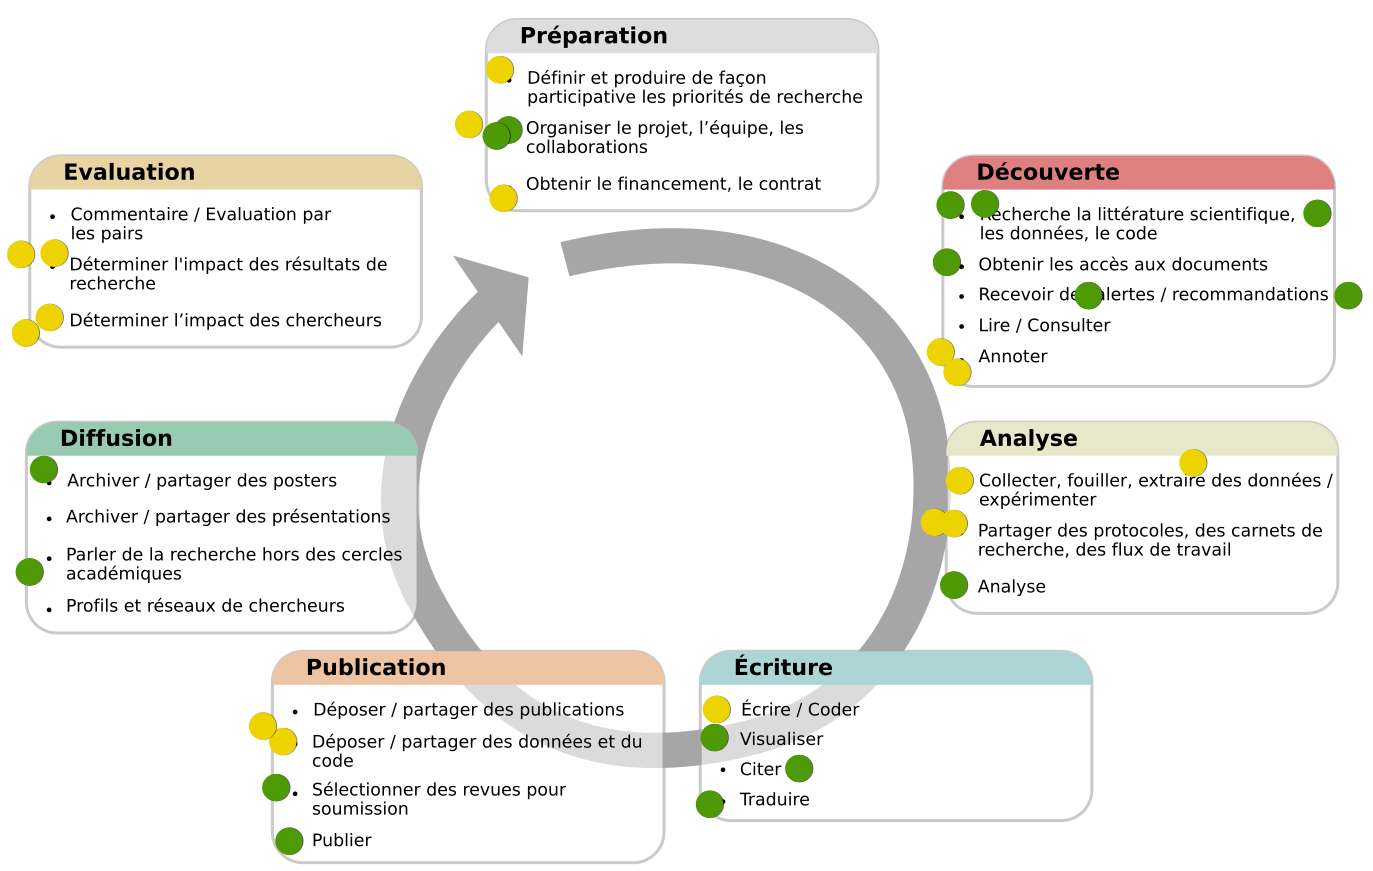 Préparation
• Définir et produire de façon
participative les priorités de recherche
Organiser le projet, l’équipe, les
collaborations
Obtenir le financement, le contrat
Evaluation
• Commentaire / Evaluation par
les pairs
• Déterminer l'impact des résultats de
recherche
Déterminer l’impact des chercheurs
Découverte
• Recherche la littérature scientifique,
les données, le code
• Obtenir les accès aux documents
• Recevoir des alertes / recommandations
• Lire / Consulter
• Annoter
Diffusion
• Archiver / partager des posters
• Archiver / partager des présentations
• Parler de la recherche hors des cercles
académiques
• Profils et réseaux de chercheurs
Analyse
Collecter, fouiller, extraire des données /
expérimenter
Partager des protocoles, des carnets de
recherche, des flux de travail
Analyse
Publication
• Déposer / partager des publications
• Déposer / partager des données et du
code
• Sélectionner des revues pour
soumission
Publier
Écriture
Écrire / Coder
Visualiser
• Citer
• Traduire